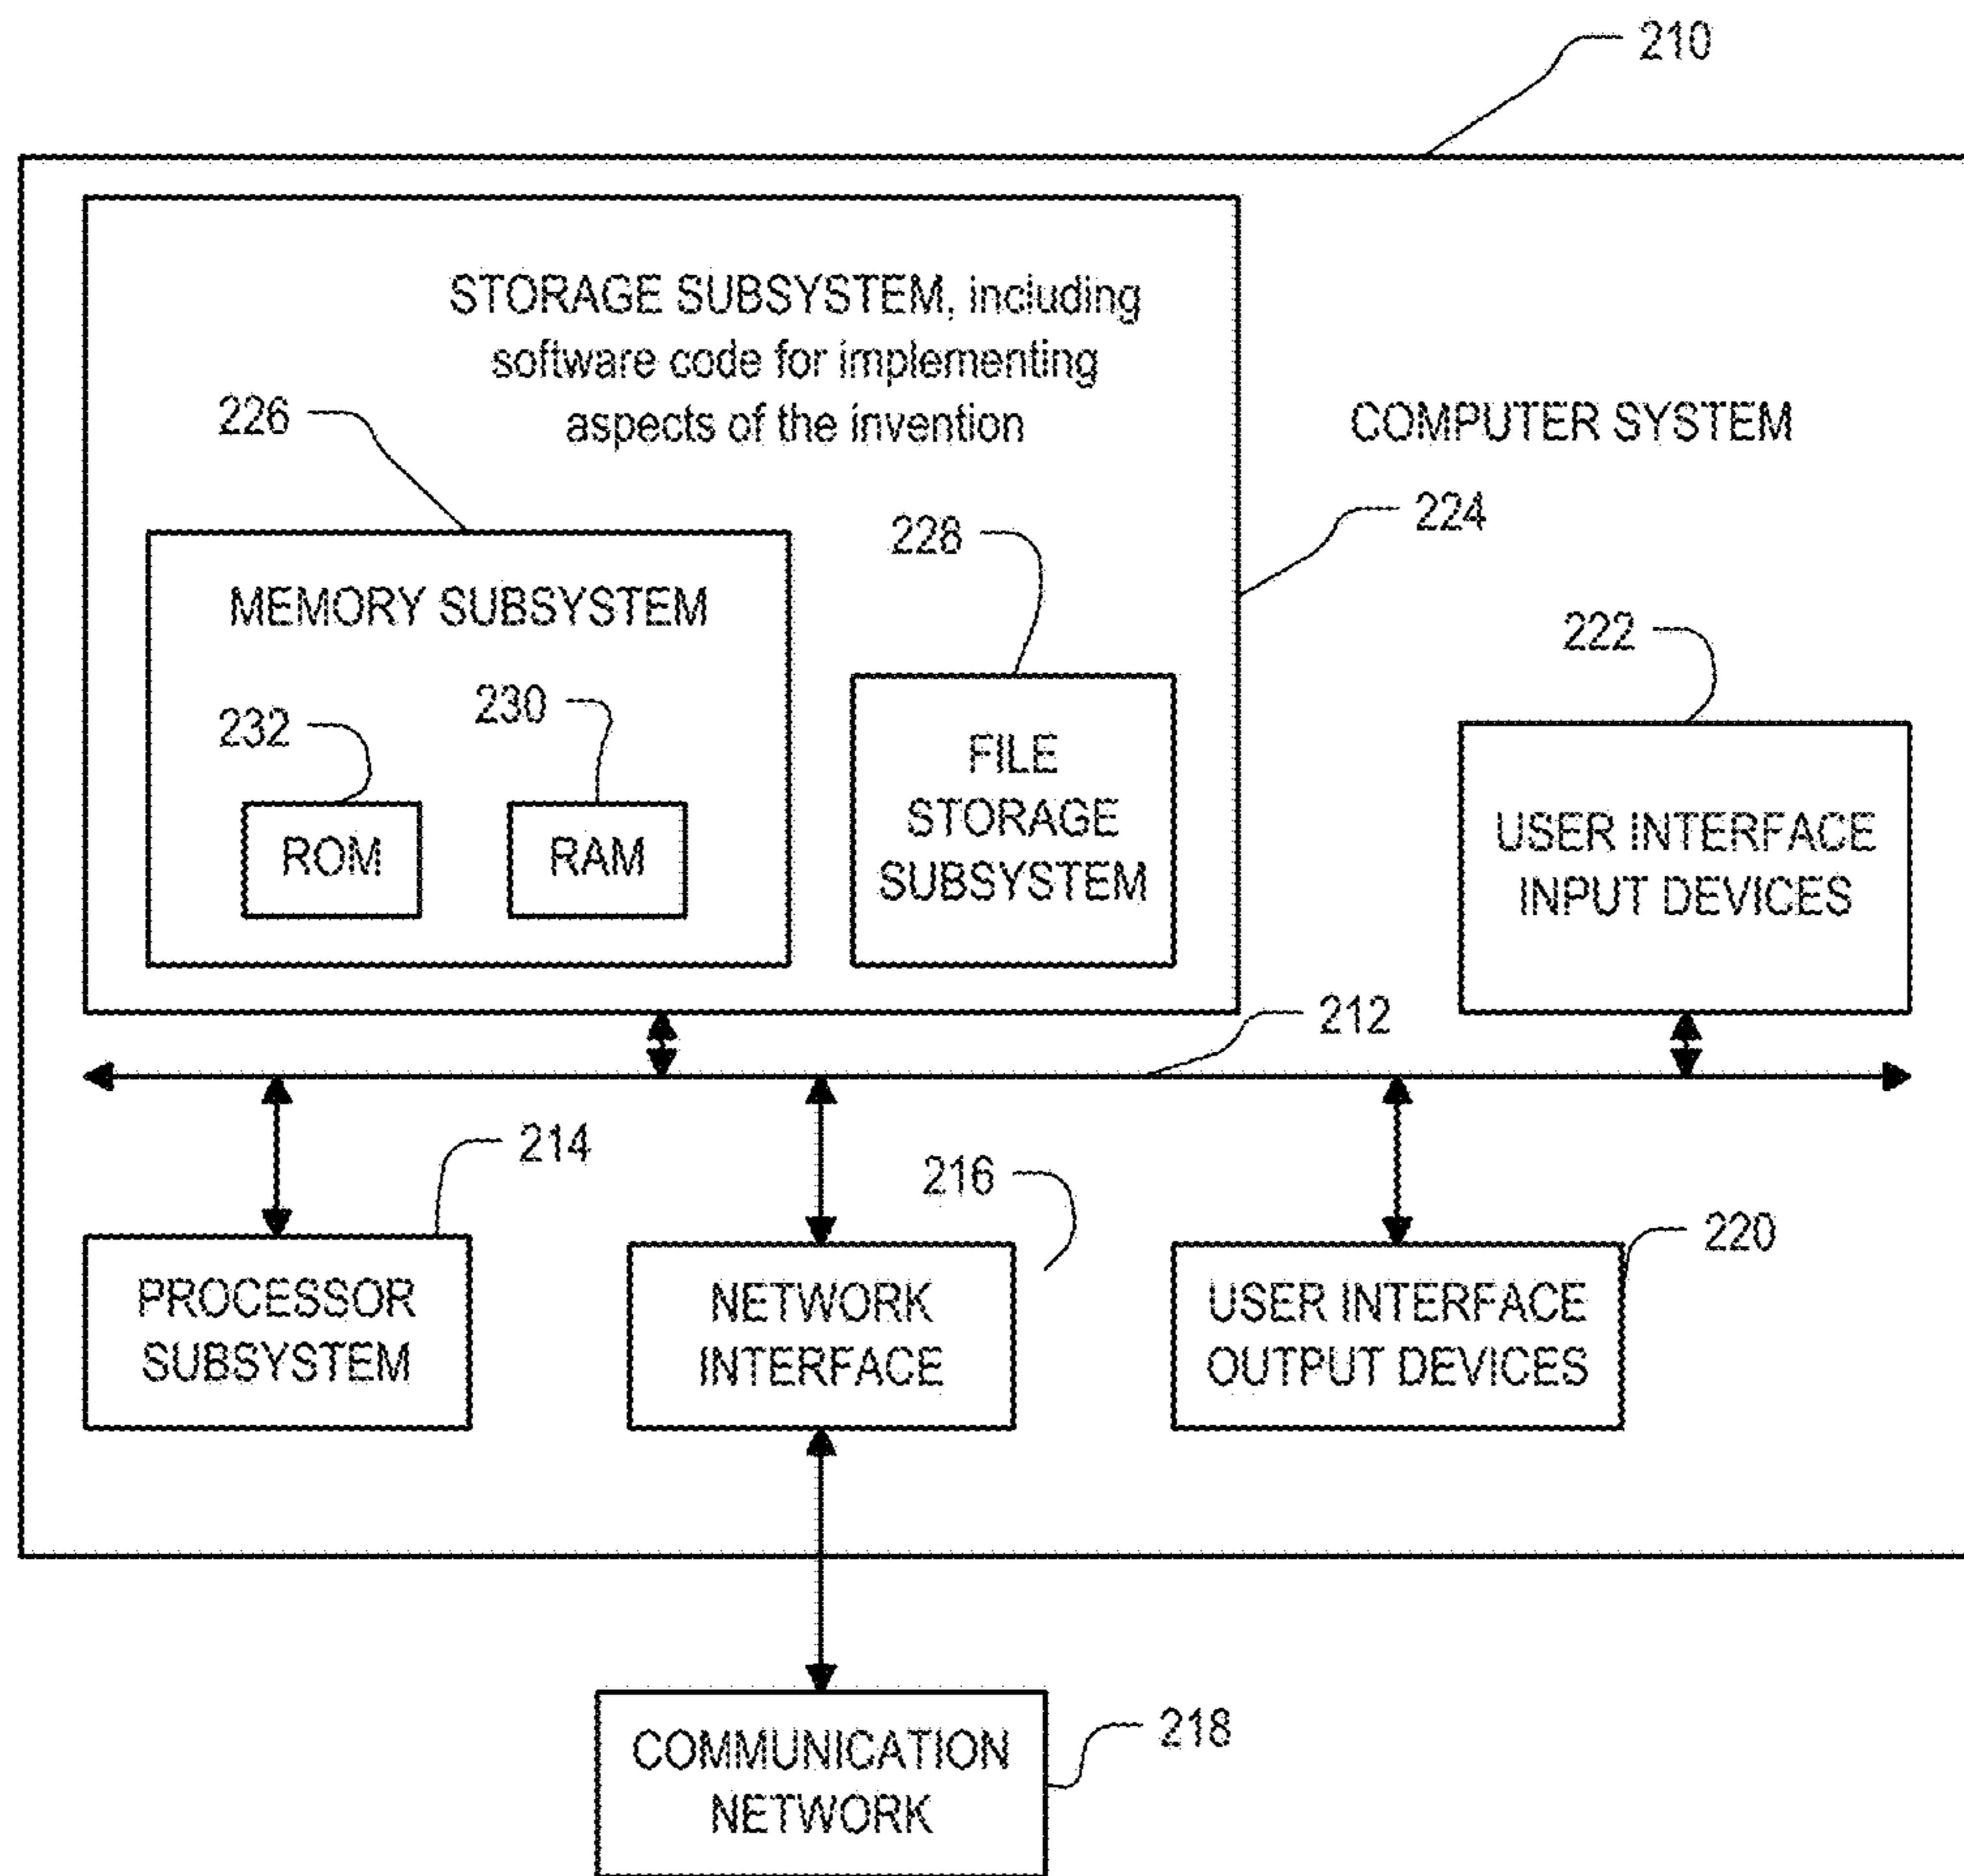 210
STORAGE SUBSYSTEM, including
software code for implementing
aspects of the invention
226
COMPUTER SYSTEM
224
228
MEMORY SUBSYSTEM
222
232
230
FILE
STORAGE
SUBSYSTEM
ROM
RAM
USER INTERFACE
INPUT DEVICES
212
214
216
220
PROCESSOR
SUBSYSTEM
NETWORK
INTERFACE
USER INTERFACE
OUTPUT DEVICES
218
COMMUNICATION
NETWORK